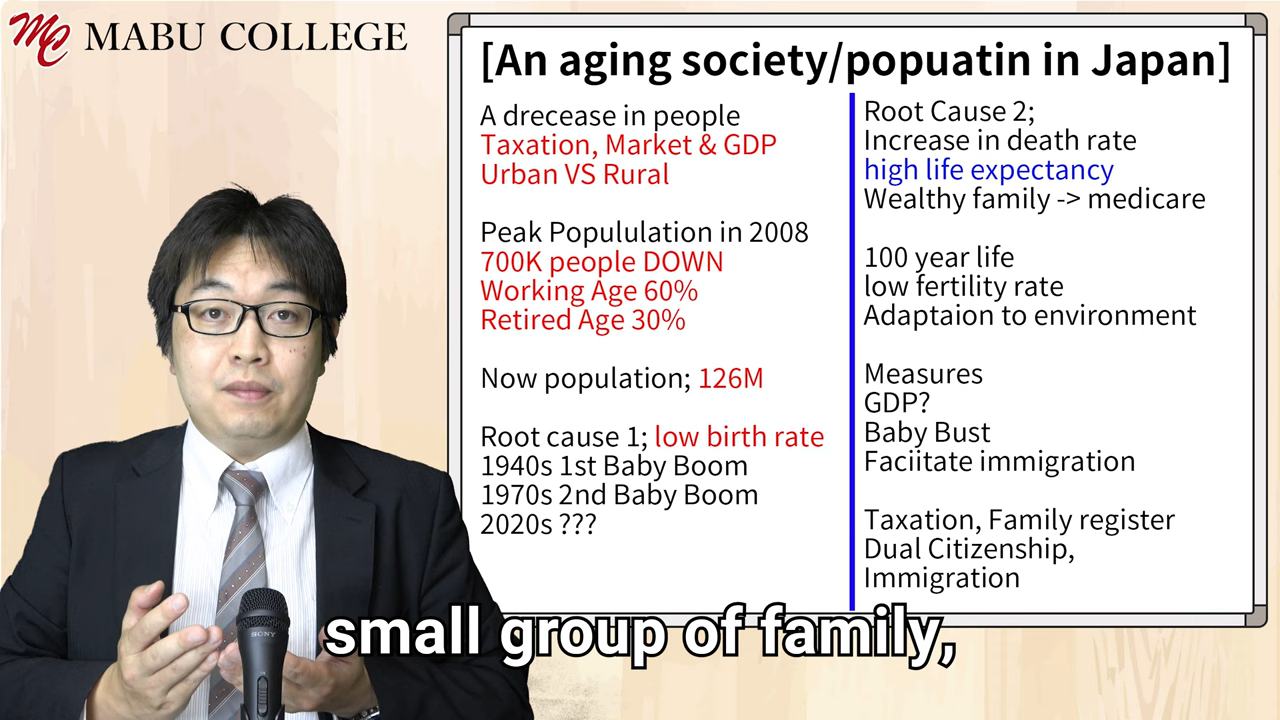 MC MABU COLLEGE
[An aging society/popuatin in Japan]
A drecease in people
Taxation, Market & GDP
Urban VS Rural
Peak Popululation in 2008
700K people DOWN
Working Age 60%
Retired Age 30%
Now population; 126M
Root cause 1; low birth rate
1940s 1st Baby Boom
1970s 2nd Baby Boom
2020s ???
Root Cause 2;
Increase in death rate
high life expectancy
Wealthy family -> medicare
100 year life
low fertility rate
Adaptaion to environment
Measures
GDP?
Baby Bust
Faciitate immigration
Taxation, Family register
Dual Citizenship,
Immigration
SONY
small group of family,